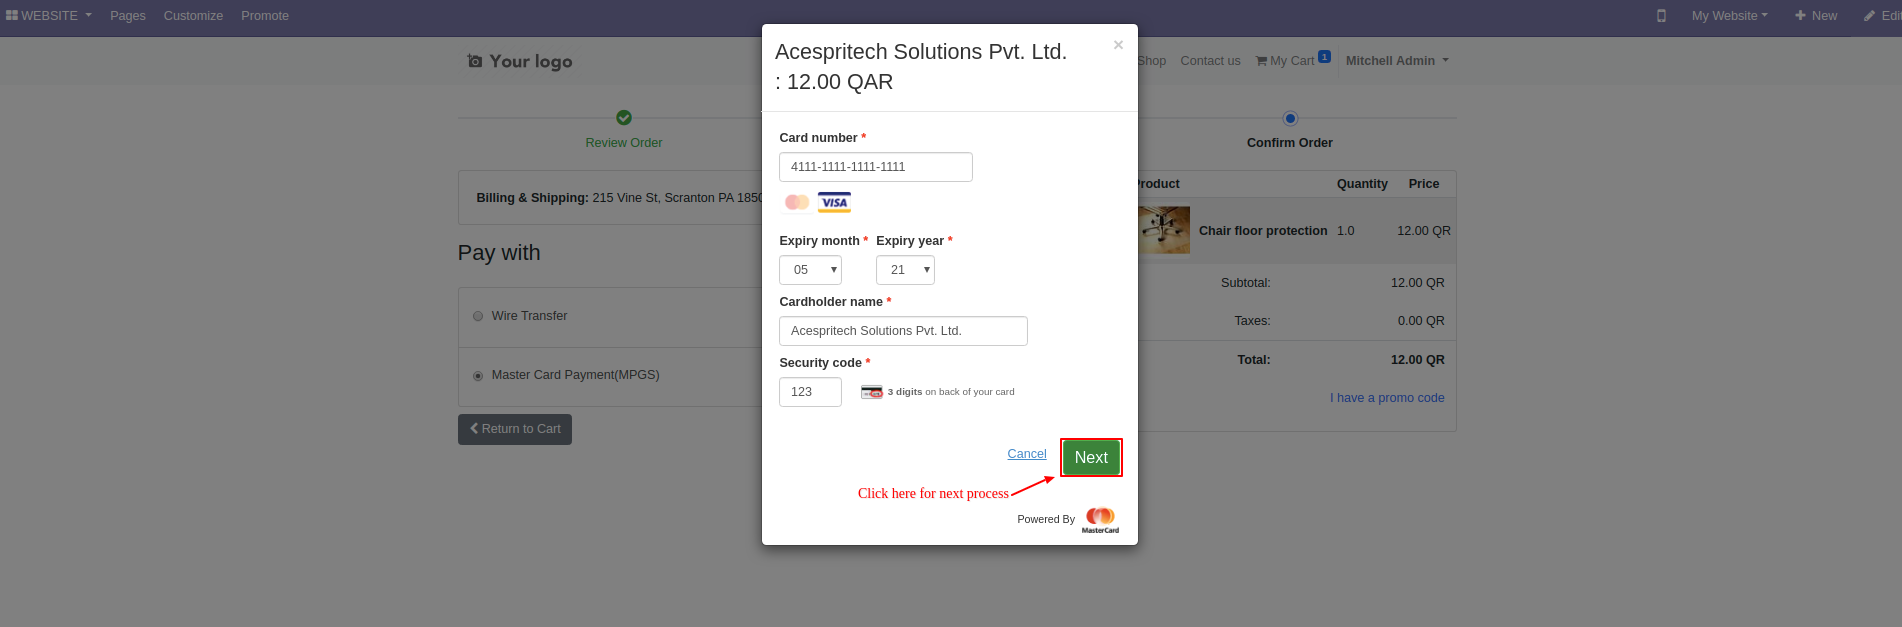 WEBSITE Pages Customize Promote My Website New Edit
Your logo Shop Contact us My Cart 1 Mitchell Admin
Acespritech Solutions Pvt. Ltd. ×
: 12.00 QAR
Review Order Confirm Order
Billing & Shipping: 215 Vine St, Scranton PA 1850
Pay with
Wire Transfer
Master Card Payment(MPGS)
Return to Cart
Card number *
4111-1111-1111-1111
VISA
Expiry month * Expiry year *
05 21
Cardholder name *
Acespritech Solutions Pvt. Ltd.
Security code *
123 3 digits on back of your card
Cancel Next
Click here for next process
Powered By MasterCard
Product Quantity Price
Chair floor protection 1.0 12.00 QR
Subtotal: 12.00 QR
Taxes: 0.00 QR
Total: 12.00 QR
I have a promo code